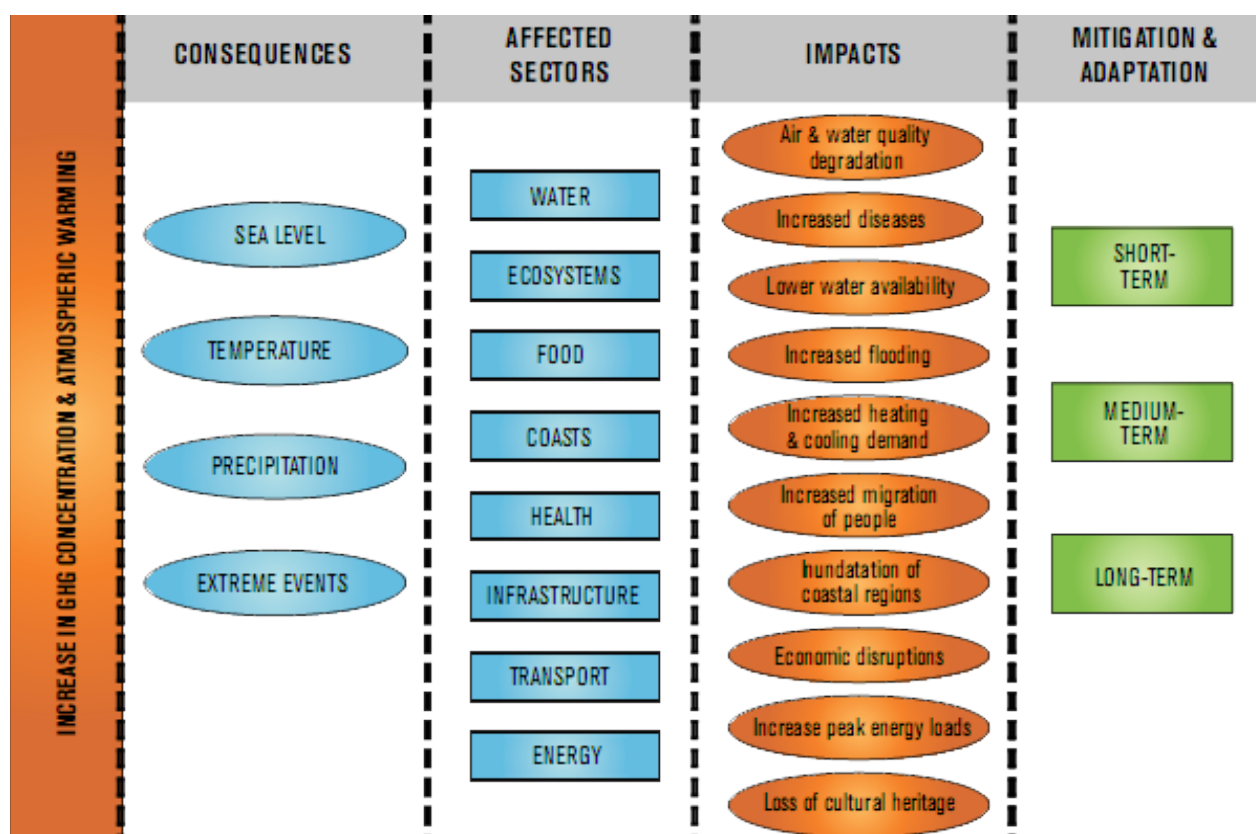 INCREASE IN GHG CONCENTRATION & ATMOSPHERIC WARMING
CONSEQUENCES
SEA LEVEL
TEMPERATURE
PRECIPITATION
EXTREME EVENTS
AFFECTED
SECTORS
WATER
ECOSYSTEMS
FOOD
COASTS
HEALTH
INFRASTRUCTURE
TRANSPORT
ENERGY
IMPACTS
Air & water quality
degradation
Increased diseases
Lower water availability
Increased flooding
Increased heating
& cooling demand
Increased migration
of people
Inundatation of
coastal regions
Economic disruptions
Increase peak energy loads
Loss of cultural heritage
MITIGATION &
ADAPTATION
SHORT-
TERM
MEDIUM-
TERM
LONG-TERM